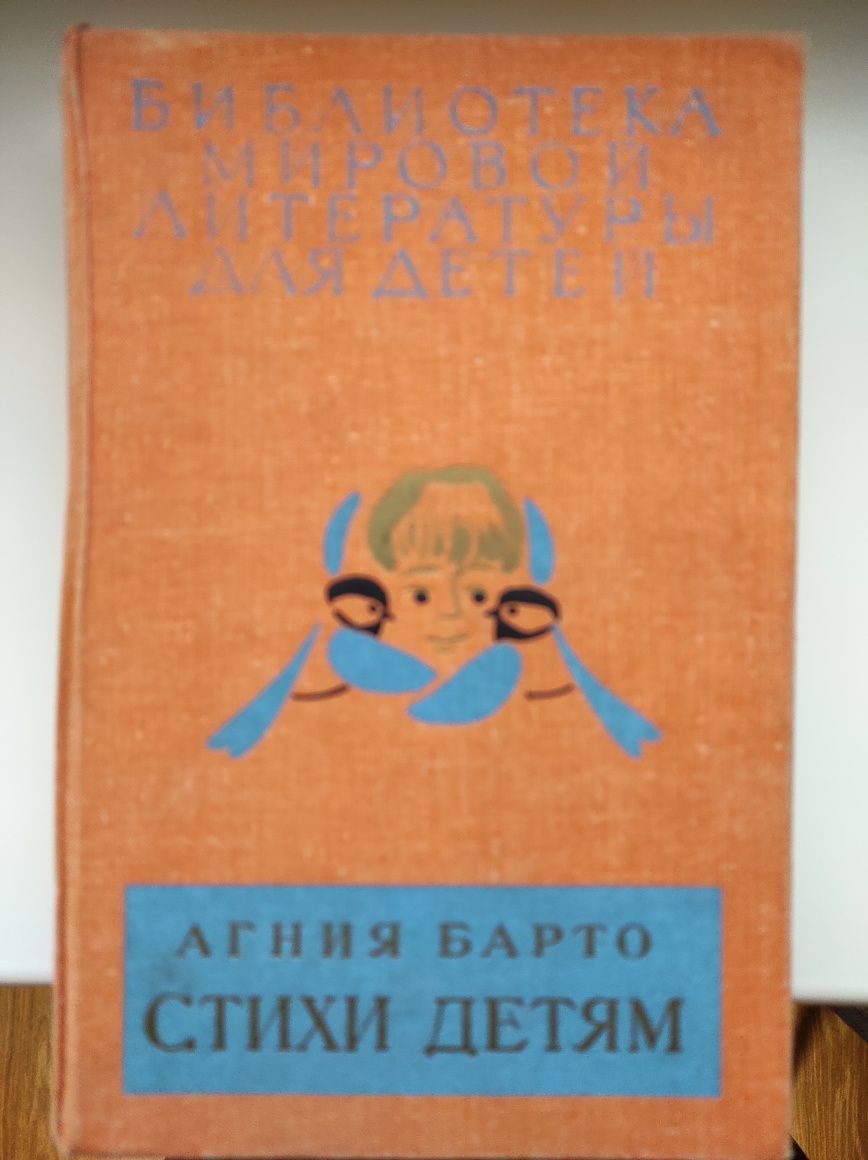 БИБЛИОТЕКА
МИРОВОЙ
ЛИТЕРАТУРЫ
ДЛЯ ДЕТЕЙ
АГНИЯ БАРТО
СТИХИ ДЕТЯМ